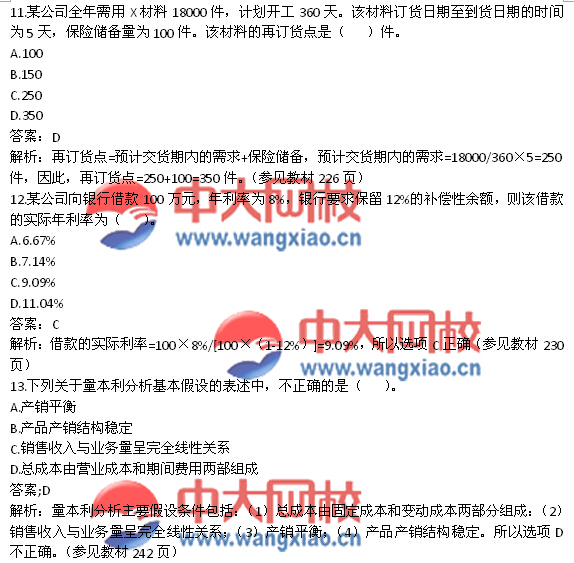 11.某公司全年需用 X 材料 18000 件，计划开工 360 天。该材料订货日期至到货日期的时间
为 5 天，保险储备量为 100 件。该材料的再订货点是（　　）件。
A.100
B.150
C.250
D.350
答案：D
解析：再订货点=预计交货期内的需求+保险储备，预计交货期内的需求=18000/360×5=250
件，因此，再订货点=250+100=350 件。（参见教材 226 页）
12.某公司向银行借款 100 万元，年利率为 8%，银行要求保留 12%的补偿性余额，则该借款
的实际年利率为（　　）。
A.6.67%
B.7.14%
C.9.09%
D.11.04%
答案：C
解析：借款的实际利率=100×8%/[100×（1-12%）]=9.09%，所以选项 C 正确（参见教材 230
页）
13.下列关于量本利分析基本假设的表述中，不正确的是（　　）。
A.产销平衡
B.产品产销结构稳定
C.销售收入与业务量呈完全线性关系
D.总成本由营业成本和期间费用两部组成
答案;D
解析：量本利分析主要假设条件包括：（1）总成本由固定成本和变动成本两部分组成：（2）
销售收入与业务量呈完全线性关系；（3）产销平衡，（4）产品产销结构稳定。所以选项 D
不正确。（参见教材 242 页）
中大网校
www.wangxiao.cn
中大网校
www.wangxiao.cn
中大网校
www.wangxiao.cn